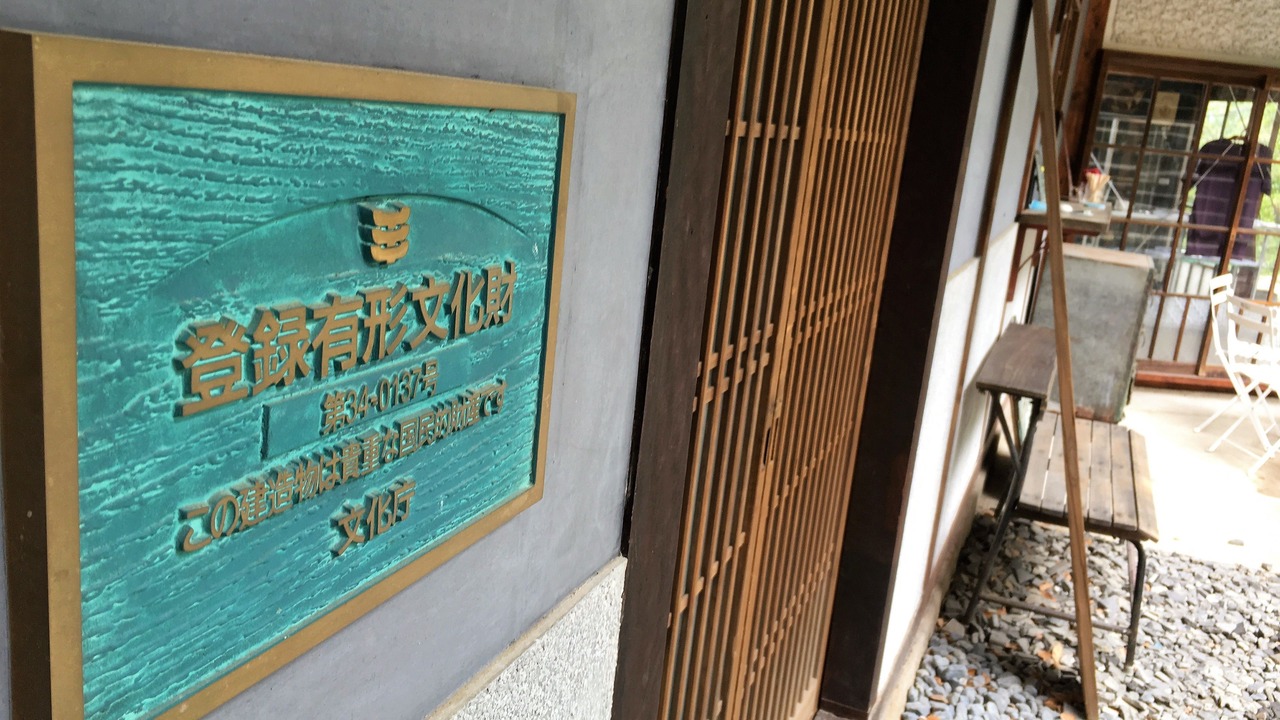 登録有形文化財
第34-0137号
この建造物は貴重な国民的財産です
文化庁